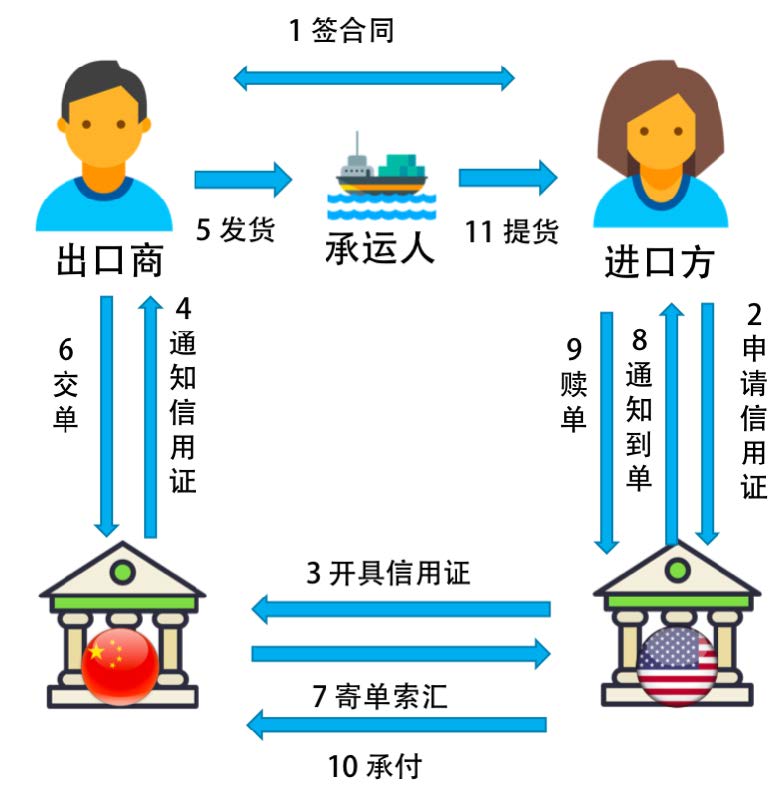 1 签合同
5 发货
承运人
11 提货
出口商
进口方
6 交单
4 通知信用证
9 赎单
8 通知到单
2 申请信用证
3 开具信用证
7 寄单索汇
10 承付